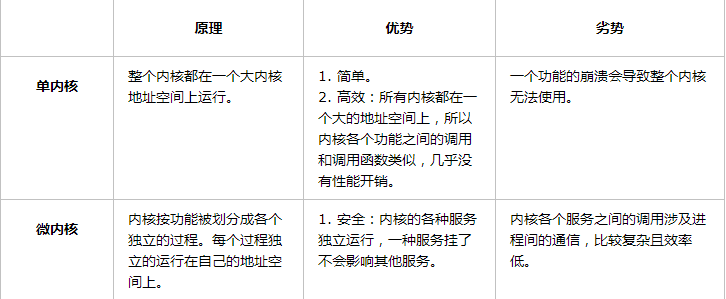 原理
优势
劣势
单内核
整个内核都在一个大内核
地址空间上运行。
1. 简单。
2. 高效：所有内核都在一
个大的地址空间上，所以
内核各个功能之间的调用
和调用函数类似，几乎没
有性能开销。
一个功能的崩溃会导致整个内核
无法使用。
微内核
内核按功能被划分成各个
独立的过程。每个过程独
立的运行在自己的地址空
间上。
1. 安全：内核的各种服务
独立运行，一种服务挂了
不会影响其他服务。
内核各个服务之间的调用涉及进
程间的通信，比较复杂且效率
低。